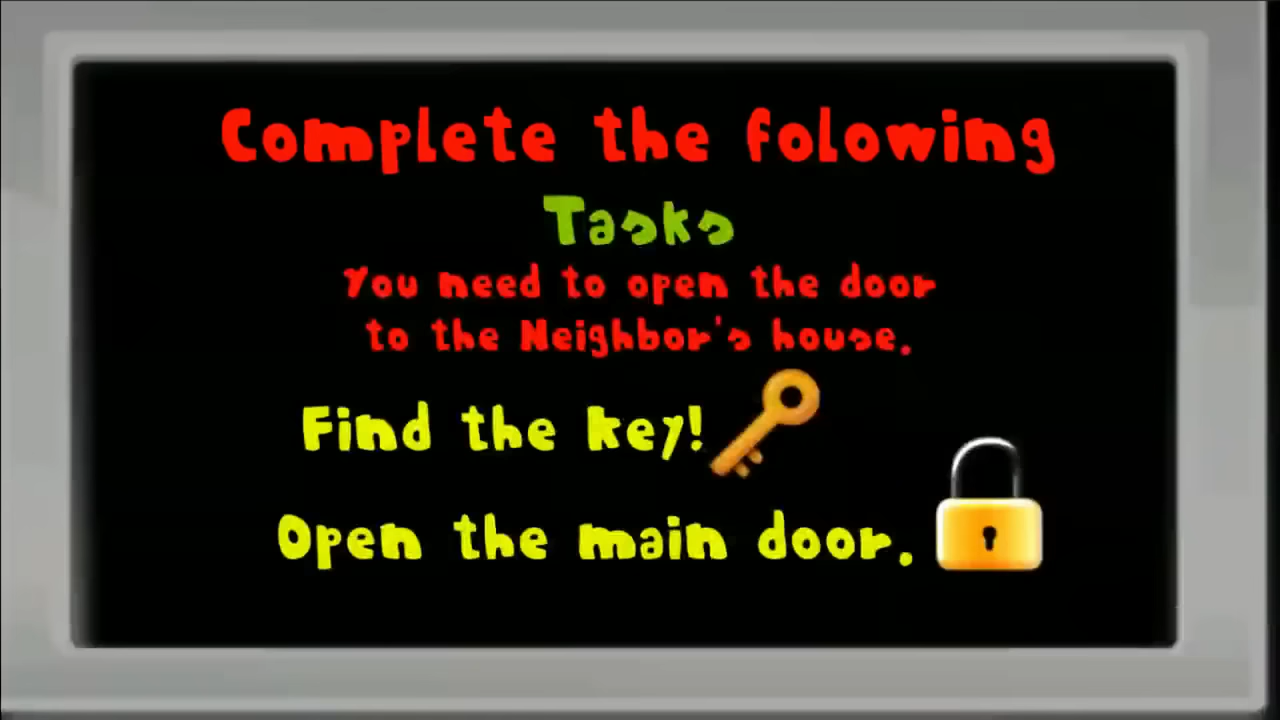 Complete the folowing
Tasks
You need to open the door
to the Neighbor's house.
Find the key!
Open the main door.